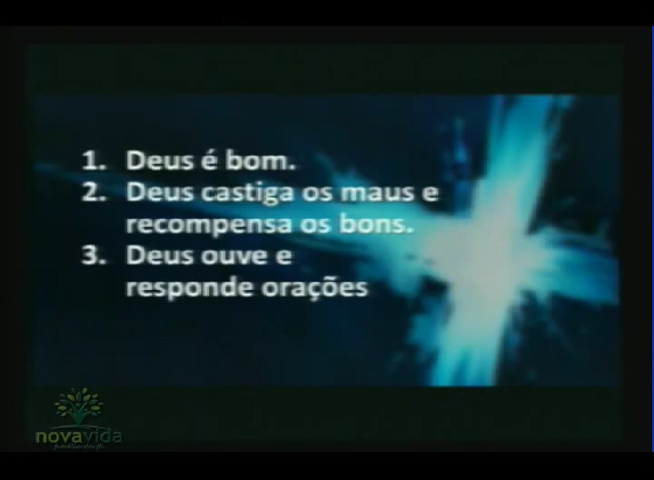 1. Deus é bom.
2. Deus castiga os maus e
recompensa os bons.
3. Deus ouve e
responde orações
novavida